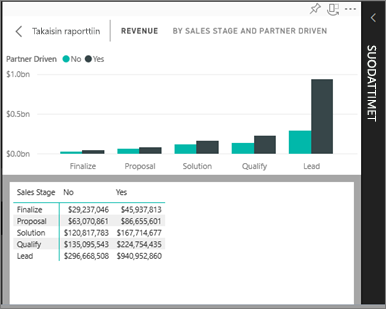 Takaisin raporttiin REVENUE BY SALES STAGE AND PARTNER DRIVEN
Partner Driven No Yes
$1.0bn
$0.5bn
$0.0bn
Finalize Proposal Solution Qualify Lead
Sales Stage No Yes
Finalize $29,237,046 $45,937,813
Proposal $63,070,861 $86,655,601
Solution $120,817,783 $167,714,677
Qualify $135,095,543 $224,754,435
Lead $296,668,508 $940,952,860
SUODATTIMET